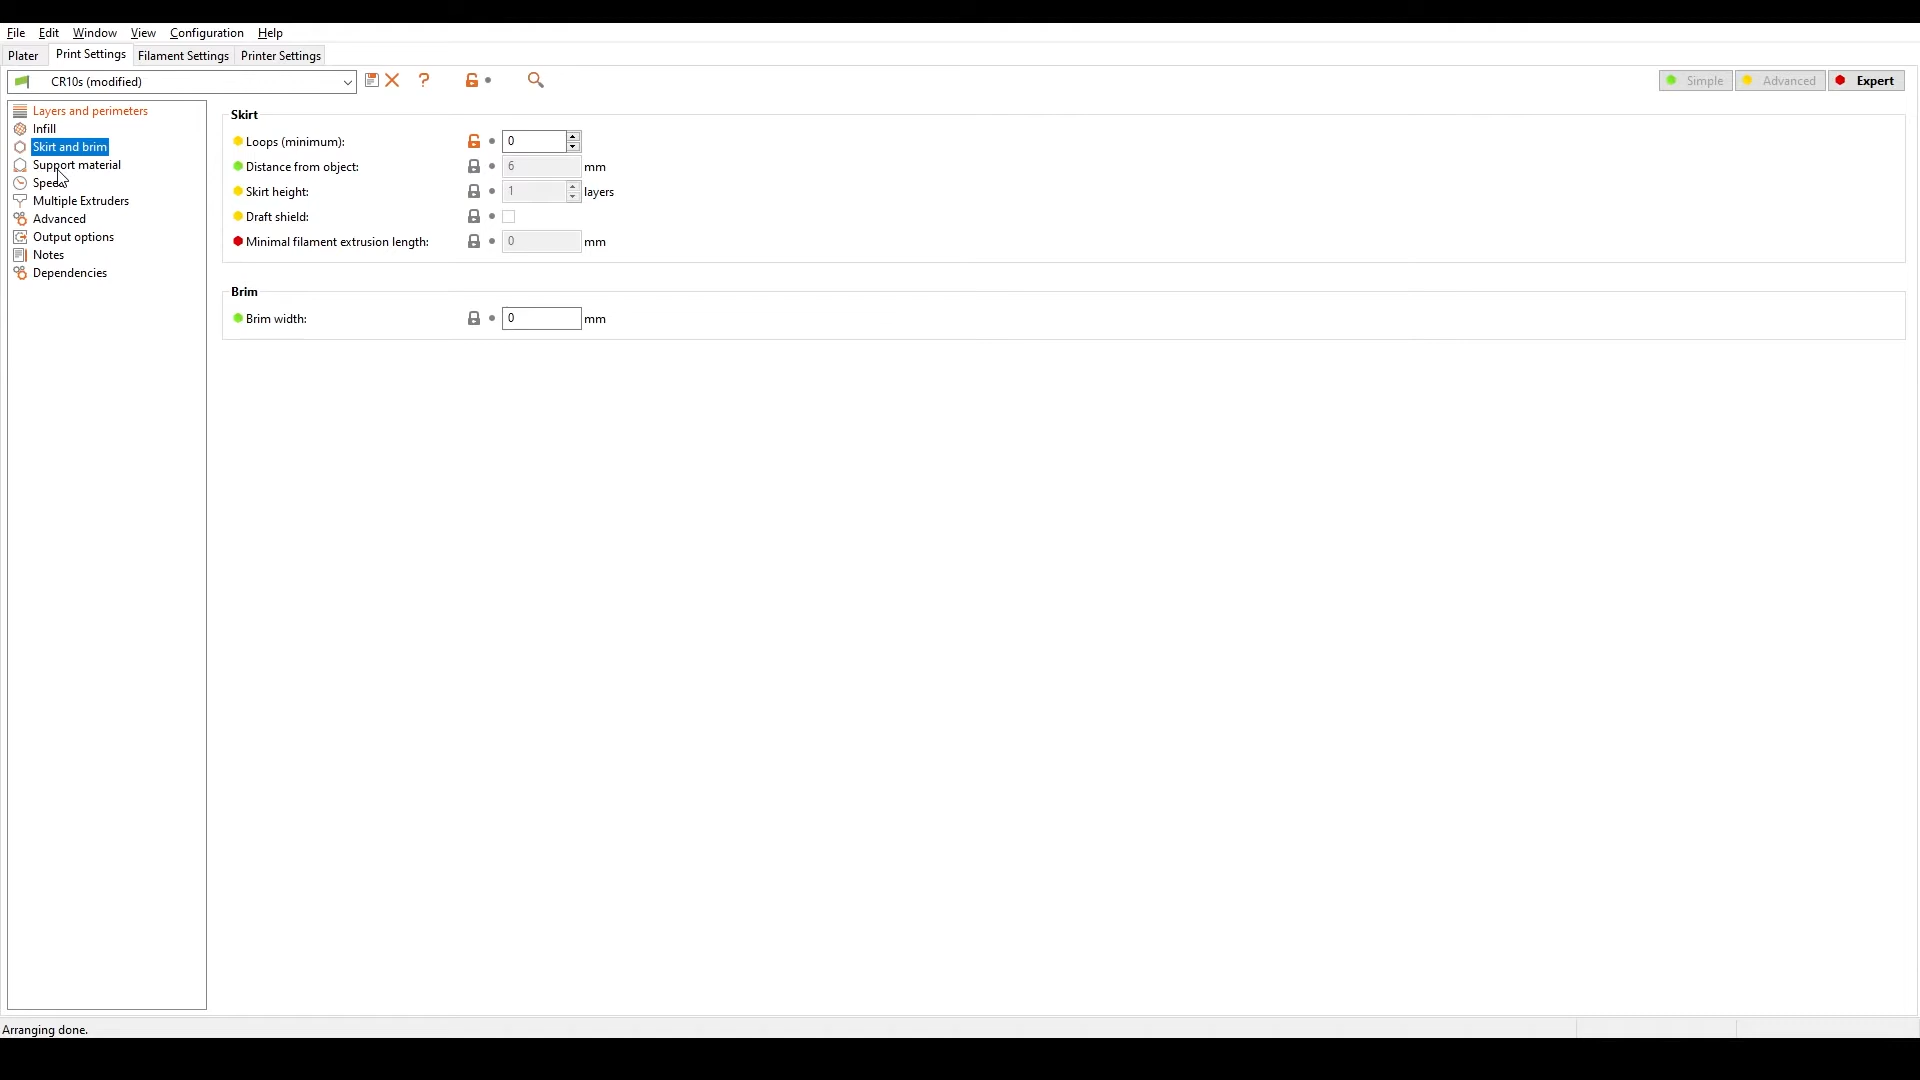 File Edit Window View Configuration Help
Plater Print Settings Filament Settings Printer Settings
CR10s (modified) ? Simple Advanced Expert
Layers and perimeters
Infill
Skirt and brim
Support material
Speed
Multiple Extruders
Advanced
Output options
Notes
Dependencies
Skirt
Loops (minimum): 0
Distance from object: 6 mm
Skirt height: 1 layers
Draft shield:
Minimal filament extrusion length: 0 mm
Brim
Brim width: 0 mm
Arranging done.